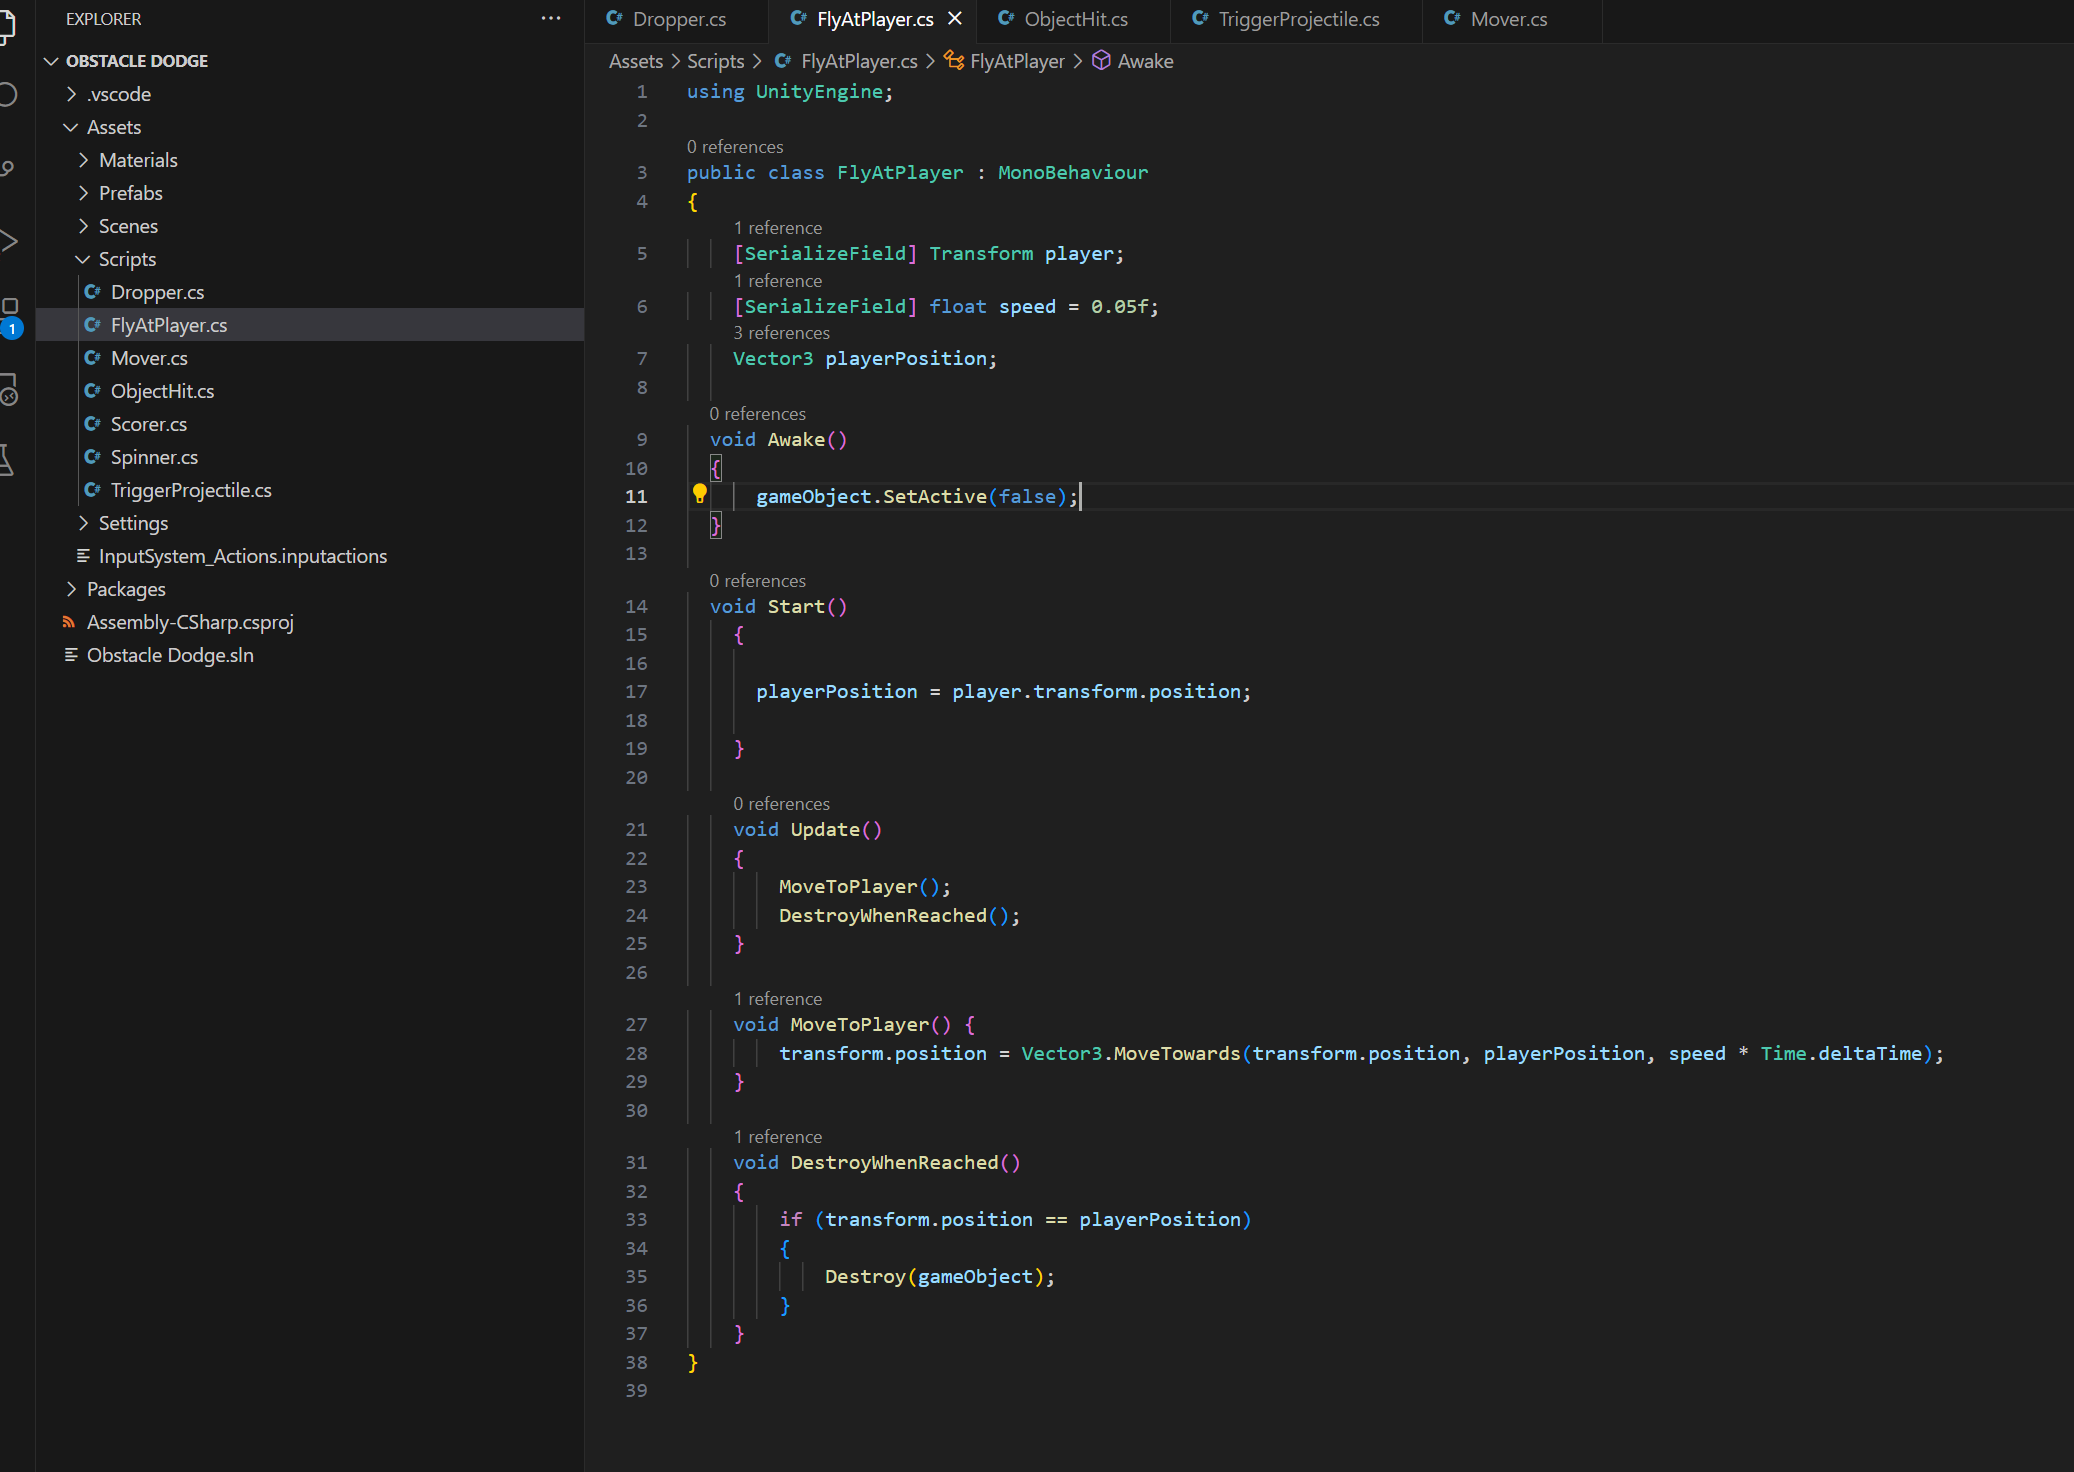 EXPLORER
OBSTACLE DODGE
.vscode
Assets
Materials
Prefabs
Scenes
Scripts
Dropper.cs
FlyAtPlayer.cs
Mover.cs
ObjectHit.cs
Scorer.cs
Spinner.cs
TriggerProjectile.cs
Settings
InputSystem_Actions.inputactions
Packages
Assembly-CSharp.csproj
Obstacle Dodge.sln
1
Dropper.cs FlyAtPlayer.cs ObjectHit.cs TriggerProjectile.cs Mover.cs
Assets > Scripts > FlyAtPlayer.cs > FlyAtPlayer > Awake
1 using UnityEngine;
2
0 references
3 public class FlyAtPlayer : MonoBehaviour
4 {
1 reference
5 [SerializeField] Transform player;
1 reference
6 [SerializeField] float speed = 0.05f;
3 references
7 Vector3 playerPosition;
8
0 references
9 void Awake()
10 {
11 gameObject.SetActive(false);
12 }
13
0 references
14 void Start()
15 {
16
17 playerPosition = player.transform.position;
18
19 }
20
0 references
21 void Update()
22 {
23 MoveToPlayer();
24 DestroyWhenReached();
25 }
26
1 reference
27 void MoveToPlayer() {
28 transform.position = Vector3.MoveTowards(transform.position, playerPosition, speed * Time.deltaTime);
29 }
30
1 reference
31 void DestroyWhenReached()
32 {
33 if (transform.position == playerPosition)
34 {
35 Destroy(gameObject);
36 }
37 }
38 }
39